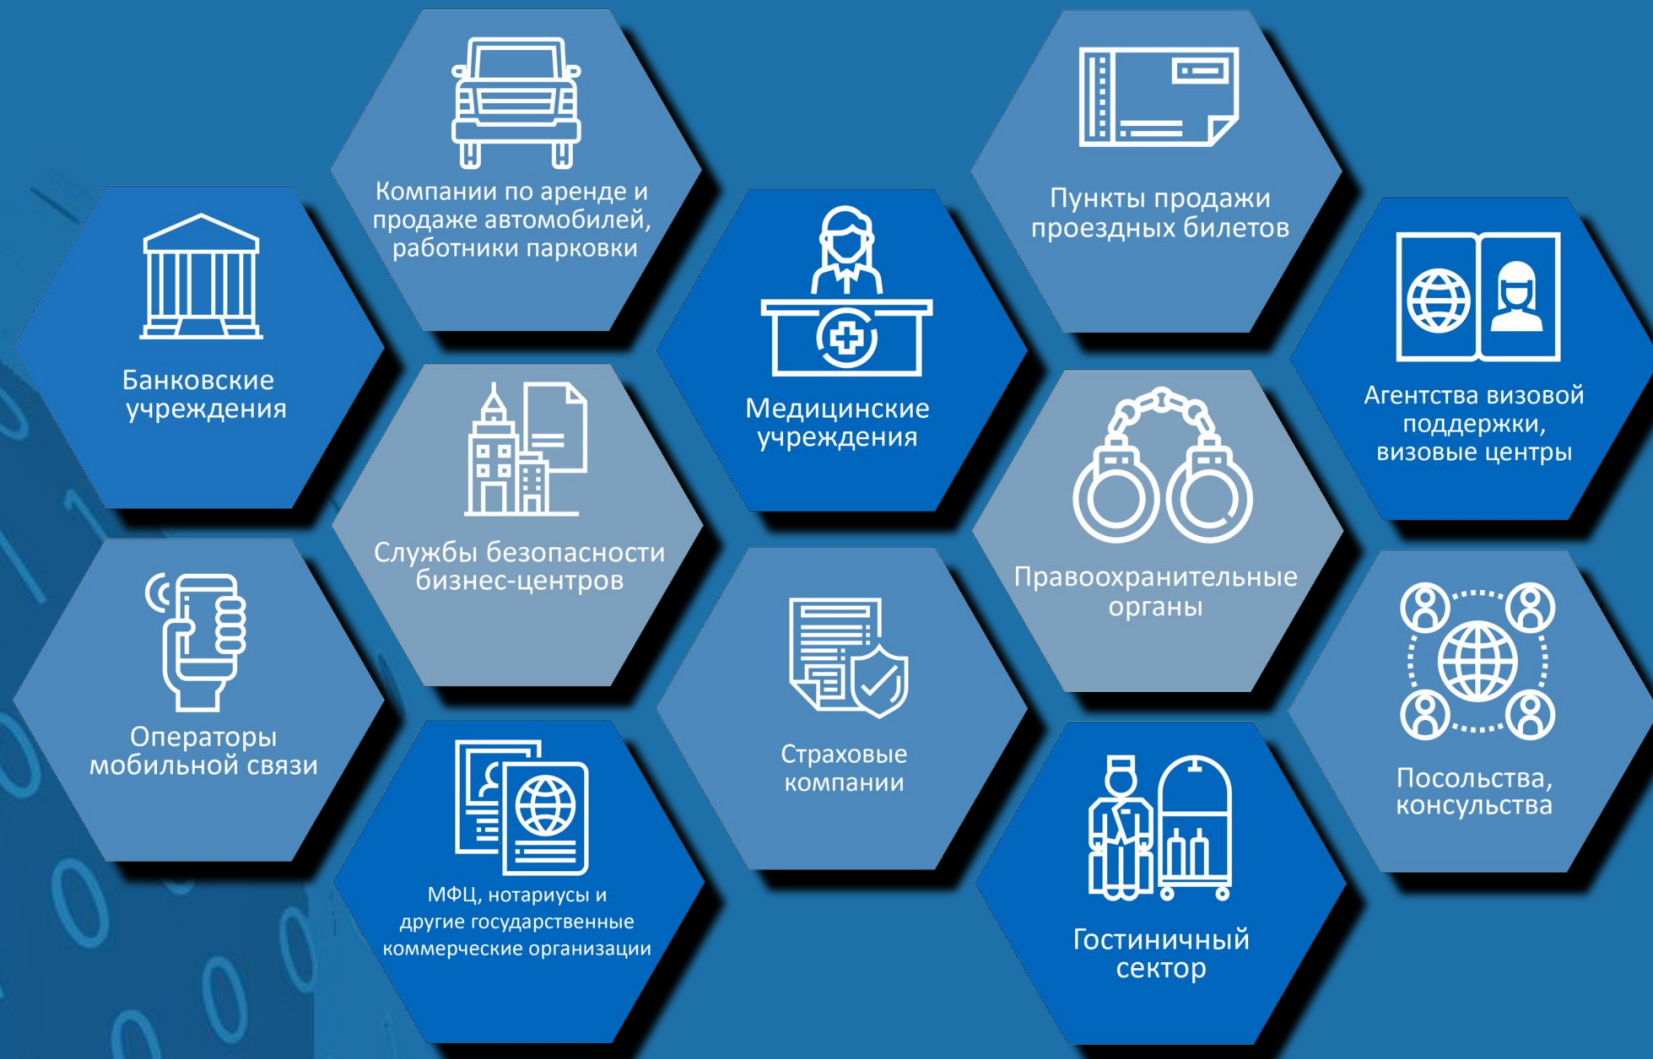 Компании по аренде и
продаже автомобилей,
работники парковки
Пункты продажи
проездных билетов
Банковские
учреждения
Медицинские
учреждения
Агентства визовой
поддержки,
визовые центры
Службы безопасности
бизнес-центров
Правоохранительные
органы
Операторы
мобильной связи
Страховые
компании
Посольства,
консульства
МФЦ, нотариусы и
другие государственные
коммерческие организации
Гостиничный
сектор